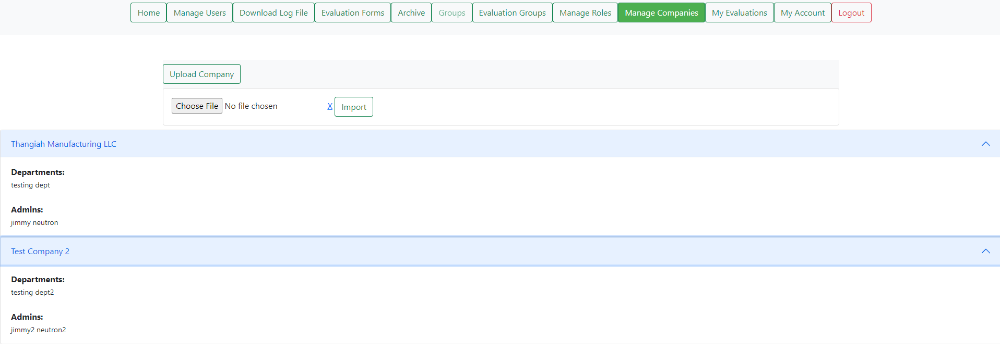 Home Manage Users Download Log File Evaluation Forms Archive Groups Evaluation Groups Manage Roles Manage Companies My Evaluations My Account Logout
Upload Company
Choose File No file chosen X Import
Thangiah Manufacturing LLC
Departments:
testing dept
Admins:
jimmy neutron
Test Company 2
Departments:
testing dept2
Admins:
jimmy2 neutron2